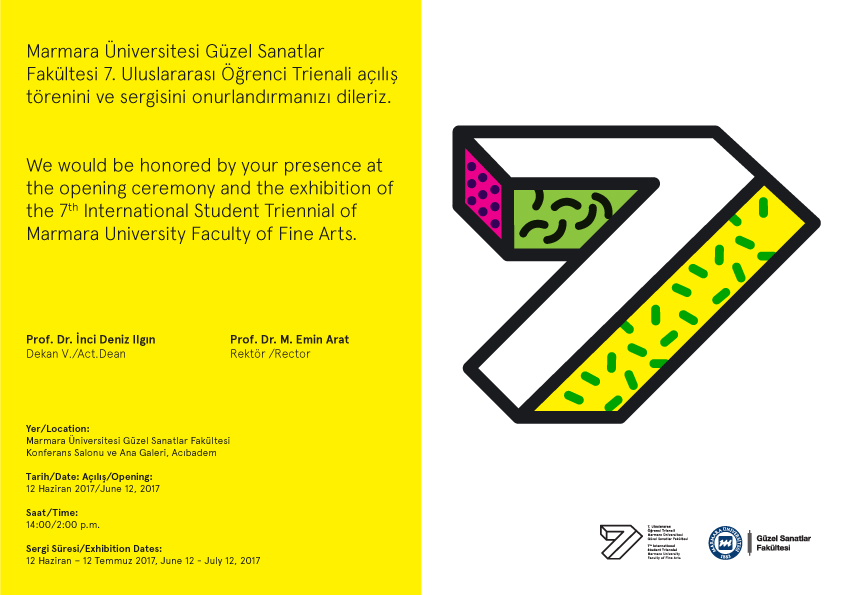 Marmara Üniversitesi Güzel Sanatlar
Fakültesi 7. Uluslararası Öğrenci Trienali açılış
törenini ve sergisini onurlandırmanızı dileriz.
We would be honored by your presence at
the opening ceremony and the exhibition of
the 7th International Student Triennial of
Marmara University Faculty of Fine Arts.
Prof. Dr. İnci Deniz Ilgın
Dekan V./Act.Dean
Prof. Dr. M. Emin Arat
Rektör /Rector
Yer/Location:
Marmara Üniversitesi Güzel Sanatlar Fakültesi
Konferans Salonu ve Ana Galeri, Acıbadem
Tarih/Date: Açılış/Opening:
12 Haziran 2017/June 12, 2017
Saat/Time:
14:00/2:00 p.m.
Sergi Süresi/Exhibition Dates:
12 Haziran – 12 Temmuz 2017, June 12 - July 12, 2017
7
7. Uluslararası
Öğrenci Trienali
Marmara Üniversitesi
Güzel Sanatlar Fakültesi
7th International
Student Triennial
Marmara University
Faculty of Fine Arts
MARMARA ÜNİVERSİTESİ
1883
Güzel Sanatlar
Fakültesi